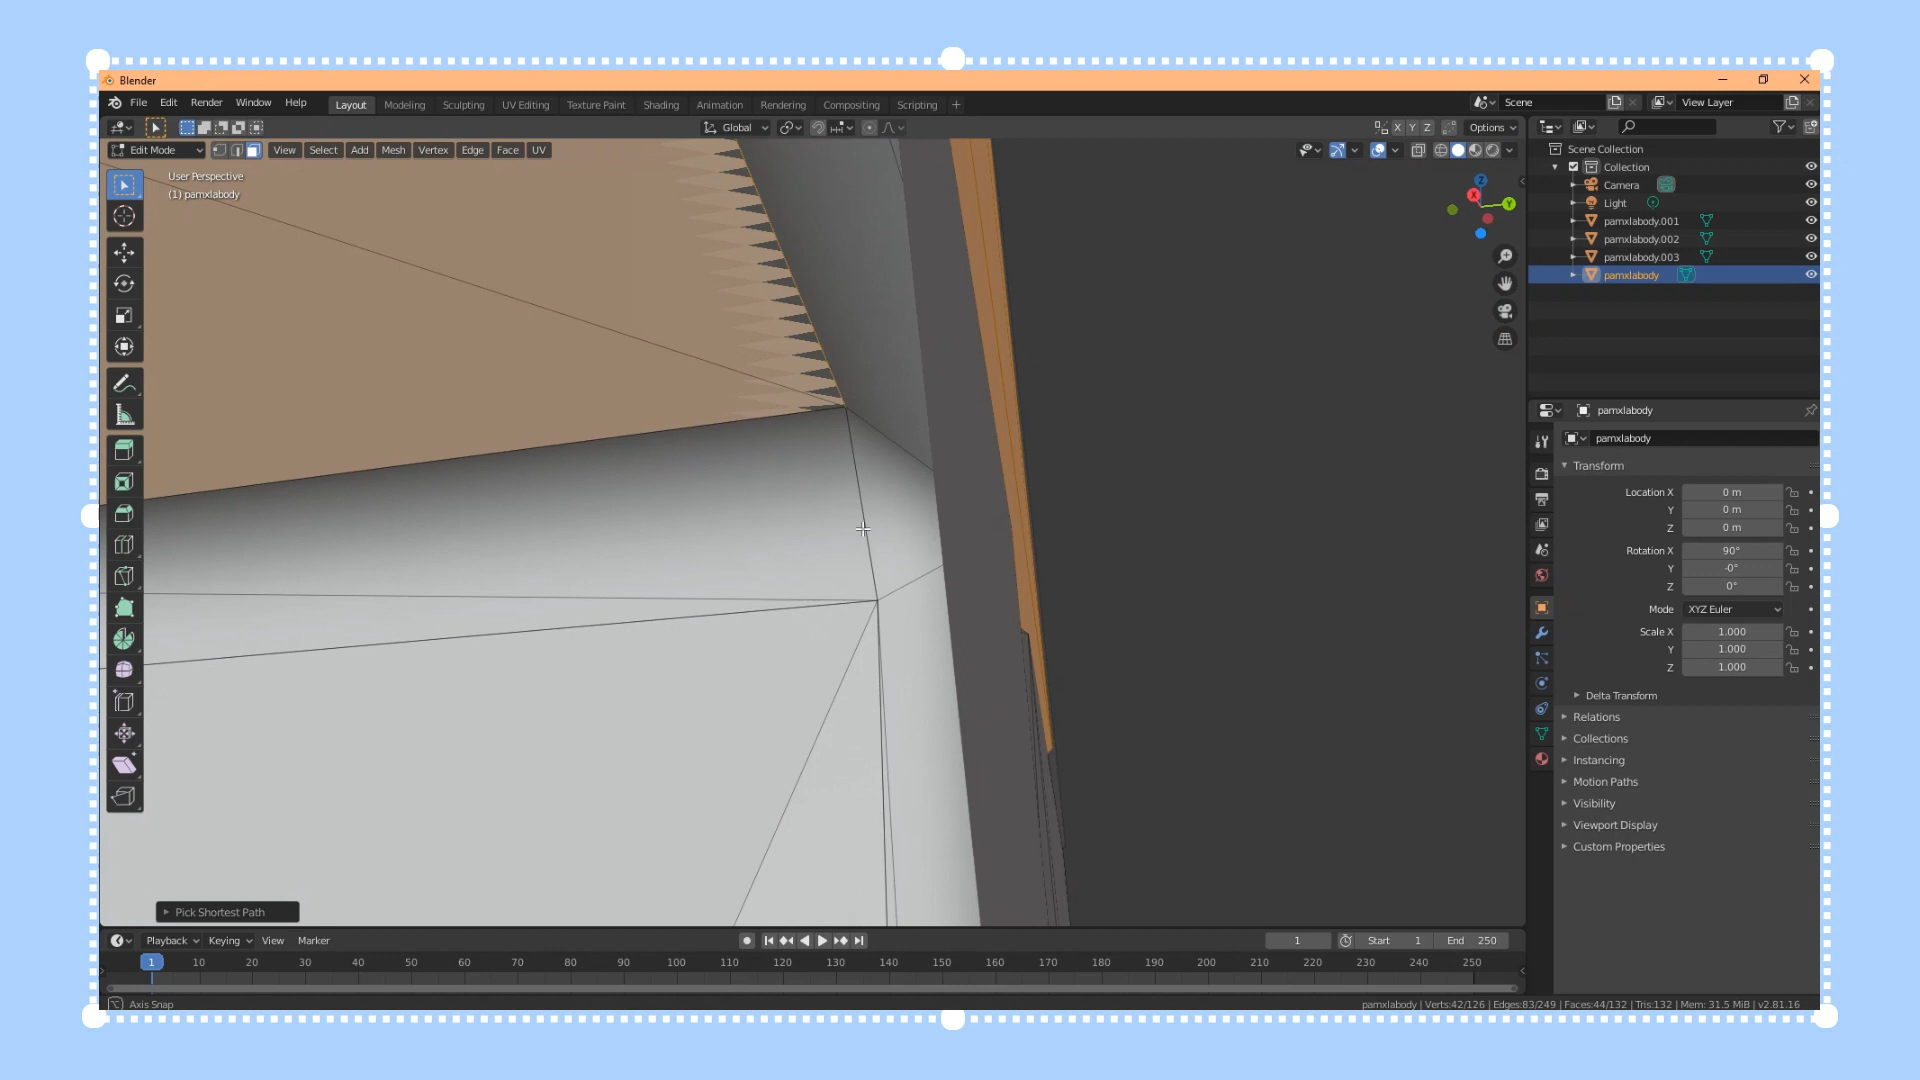 Blender
File Edit Render Window Help Layout Modeling Sculpting UV Editing Texture Paint Shading Animation Rendering Compositing Scripting + Scene View Layer
Global X Y Z Options
Edit Mode View Select Add Mesh Vertex Edge Face UV
User Perspective
(1) pamxlabody
Z
X
Y
Pick Shortest Path
Scene Collection
Collection
Camera
Light
pamxlabody.001
pamxlabody.002
pamxlabody.003
pamxlabody
pamxlabody
pamxlabody
Transform
Location X 0 m
Y 0 m
Z 0 m
Rotation X 90°
Y -0°
Z 0°
Mode XYZ Euler
Scale X 1.000
Y 1.000
Z 1.000
Delta Transform
Relations
Collections
Instancing
Motion Paths
Visibility
Viewport Display
Custom Properties
Playback Keying View Marker 1 Start 1 End 250
1 10 20 30 40 50 60 70 80 90 100 110 120 130 140 150 160 170 180 190 200 210 220 230 240 250
Axis Snap pamxlabody | Verts:42/126 | Edges:83/249 | Faces:44/132 | Tris:132 | Mem: 31.5 MiB | v2.81.16